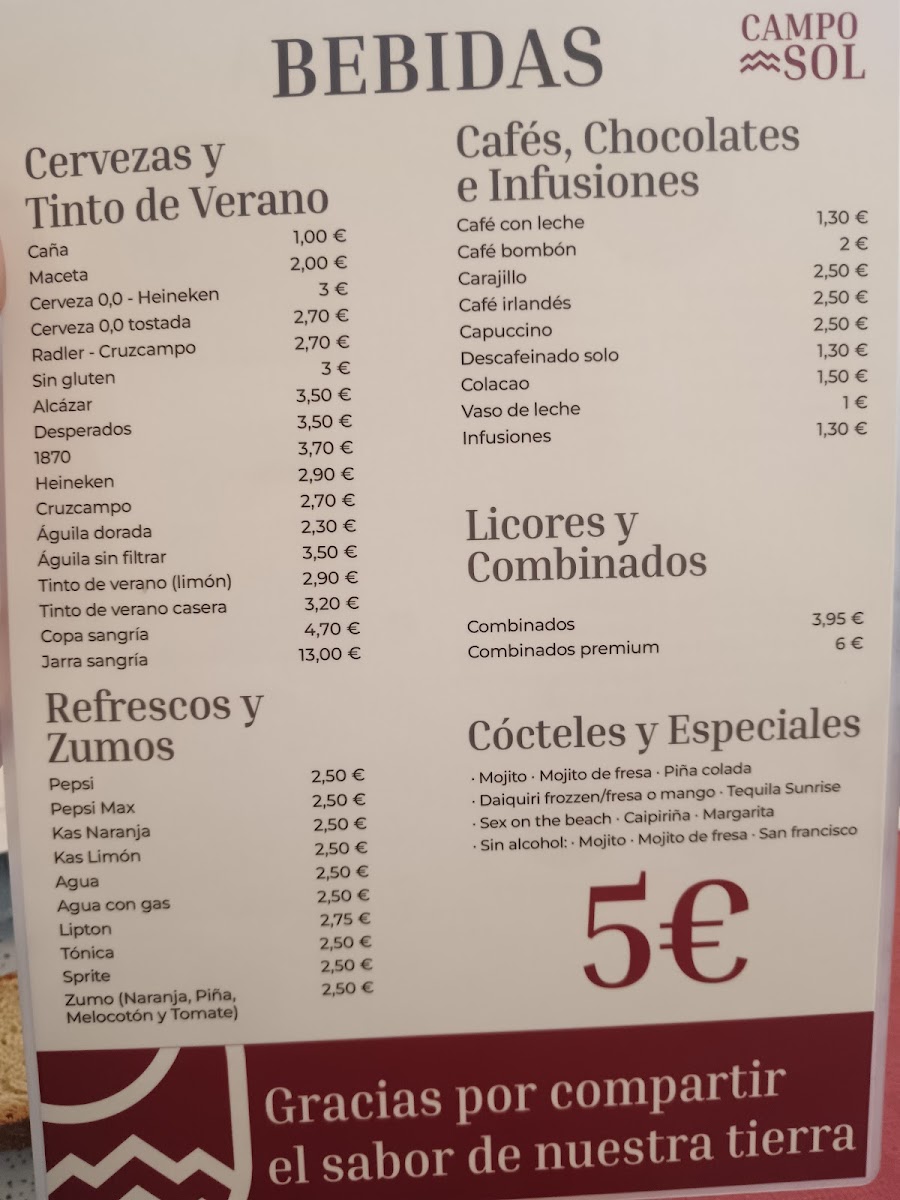 BEBIDAS
CAMPO
SOL
Cervezas y
Tinto de Verano
Caña 1,00 €
Maceta 2,00 €
Cerveza 0,0 - Heineken 3 €
Cerveza 0,0 tostada 2,70 €
Radler - Cruzcampo 2,70 €
Sin gluten 3 €
Alcázar 3,50 €
Desperados 3,50 €
1870 3,70 €
Heineken 2,90 €
Cruzcampo 2,70 €
Águila dorada 2,30 €
Águila sin filtrar 3,50 €
Tinto de verano (limón) 2,90 €
Tinto de verano casera 3,20 €
Copa sangría 4,70 €
Jarra sangría 13,00 €
Refrescos y
Zumos
Pepsi 2,50 €
Pepsi Max 2,50 €
Kas Naranja 2,50 €
Kas Limón 2,50 €
Agua 2,50 €
Agua con gas 2,50 €
Lipton 2,75 €
Tónica 2,50 €
Sprite 2,50 €
Zumo (Naranja, Piña, 2,50 €
Melocotón y Tomate)
Cafés, Chocolates
e Infusiones
Café con leche 1,30 €
Café bombón 2 €
Carajillo 2,50 €
Café irlandés 2,50 €
Capuccino 2,50 €
Descafeinado solo 1,30 €
Colacao 1,50 €
Vaso de leche 1 €
Infusiones 1,30 €
Licores y
Combinados
Combinados 3,95 €
Combinados premium 6 €
Cócteles y Especiales
· Mojito · Mojito de fresa · Piña colada
· Daiquiri frozzen/fresa o mango · Tequila Sunrise
· Sex on the beach · Caipiriña · Margarita
· Sin alcohol: · Mojito · Mojito de fresa · San francisco
5€
Gracias por compartir
el sabor de nuestra tierra